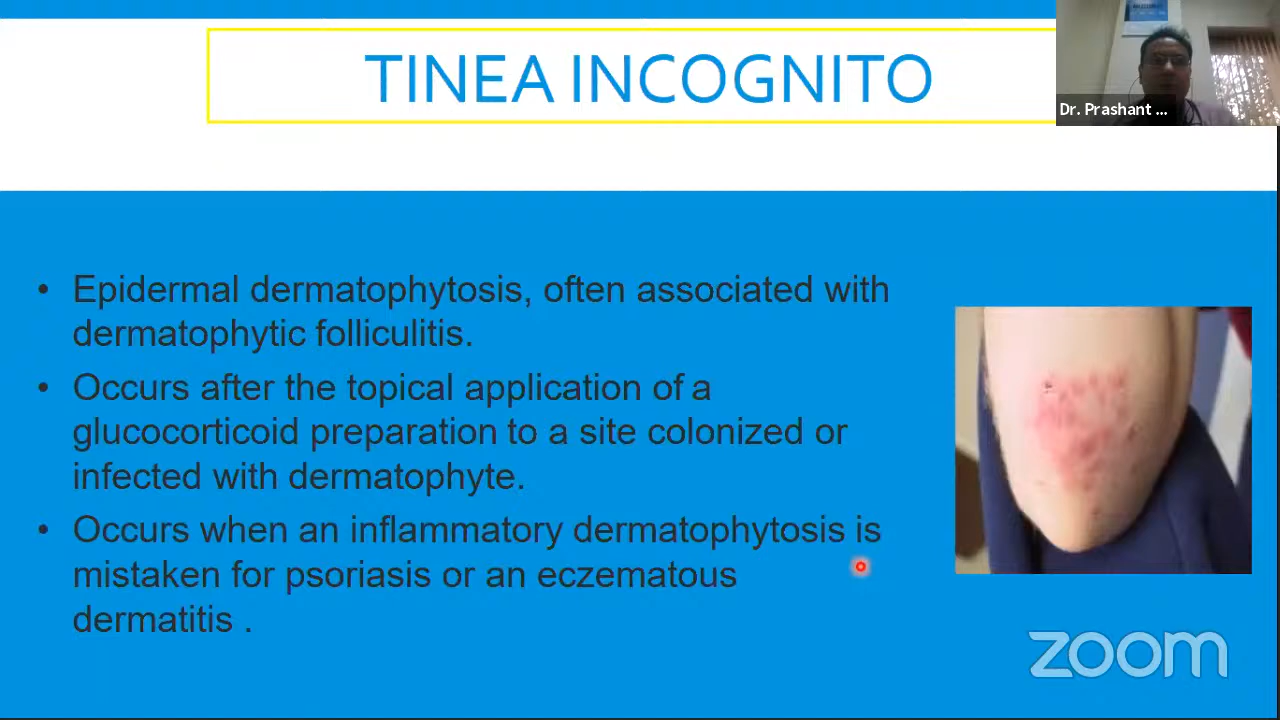 TINEA INCOGNITO
Dr. Prashant ...
• Epidermal dermatophytosis, often associated with
dermatophytic folliculitis.
• Occurs after the topical application of a
glucocorticoid preparation to a site colonized or
infected with dermatophyte.
• Occurs when an inflammatory dermatophytosis is
mistaken for psoriasis or an eczematous
dermatitis .
zoom